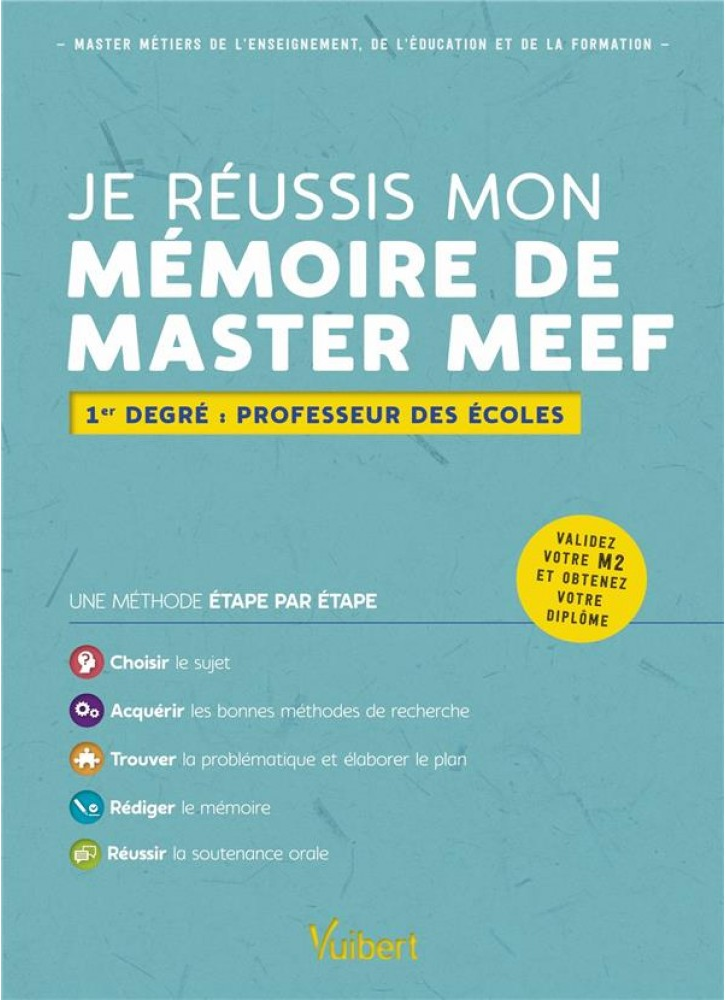 – MASTER MÉTIERS DE L'ENSEIGNEMENT, DE L'ÉDUCATION ET DE LA FORMATION –
JE RÉUSSIS MON
MÉMOIRE DE
MASTER MEEF
1er DEGRÉ : PROFESSEUR DES ÉCOLES
VALIDEZ
VOTRE M2
ET OBTENEZ
VOTRE
DIPLÔME
UNE MÉTHODE ÉTAPE PAR ÉTAPE
Choisir le sujet
Acquérir les bonnes méthodes de recherche
Trouver la problématique et élaborer le plan
Rédiger le mémoire
Réussir la soutenance orale
Vuibert